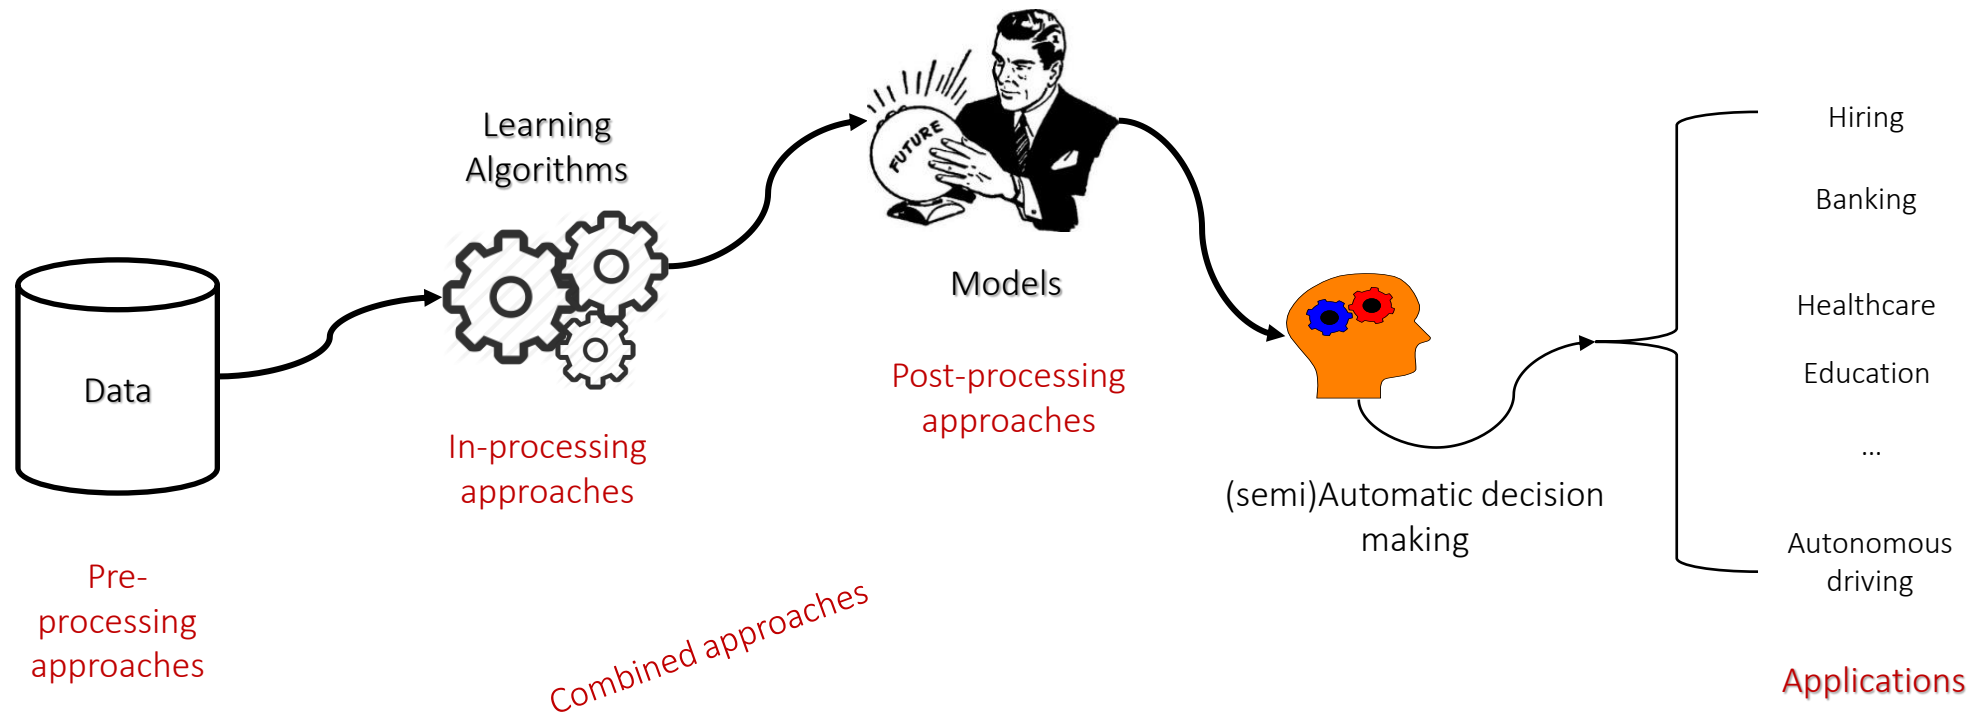 Data
Pre-
processing
approaches
Learning
Algorithms
In-processing
approaches
Combined approaches
FUTURE
Models
Post-processing
approaches
(semi)Automatic decision
making
Hiring
Banking
Healthcare
Education
...
Autonomous
driving
Applications